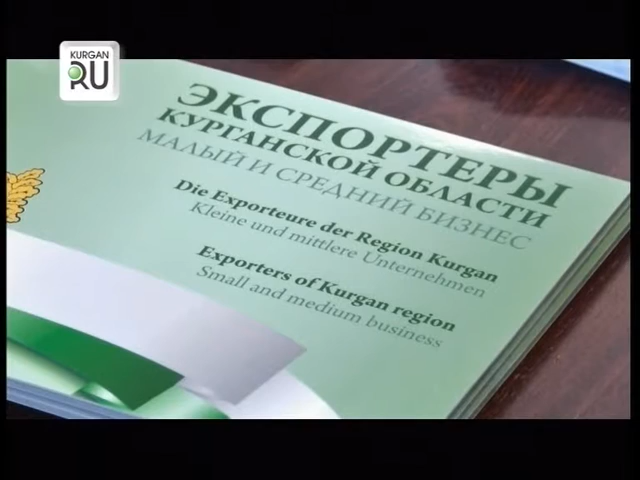 KURGAN
RU
ЭКСПОРТЕРЫ
КУРГАНСКОЙ ОБЛАСТИ
МАЛЫЙ И СРЕДНИЙ БИЗНЕС
Die Exporteure der Region Kurgan
Kleine und mittlere Unternehmen
Exporters of Kurgan region
Small and medium business